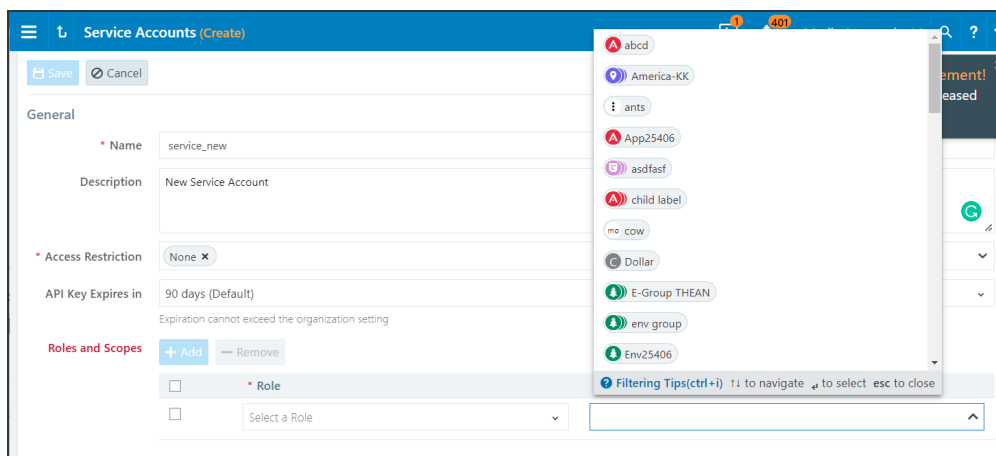 Service Accounts (Create)
1
401
?
Save
Cancel
ement!
eased
General
* Name
service_new
Description
New Service Account
* Access Restriction
None ×
API Key Expires in
90 days (Default)
Expiration cannot exceed the organization setting
Roles and Scopes
+ Add
− Remove
* Role
Select a Role
A abcd
America-KK
ants
A App25406
asdfasf
A child label
mo cow
C Dollar
E-Group THEAN
env group
Env25406
? Filtering Tips(ctrl+i) ↑↓ to navigate ↵ to select esc to close
G